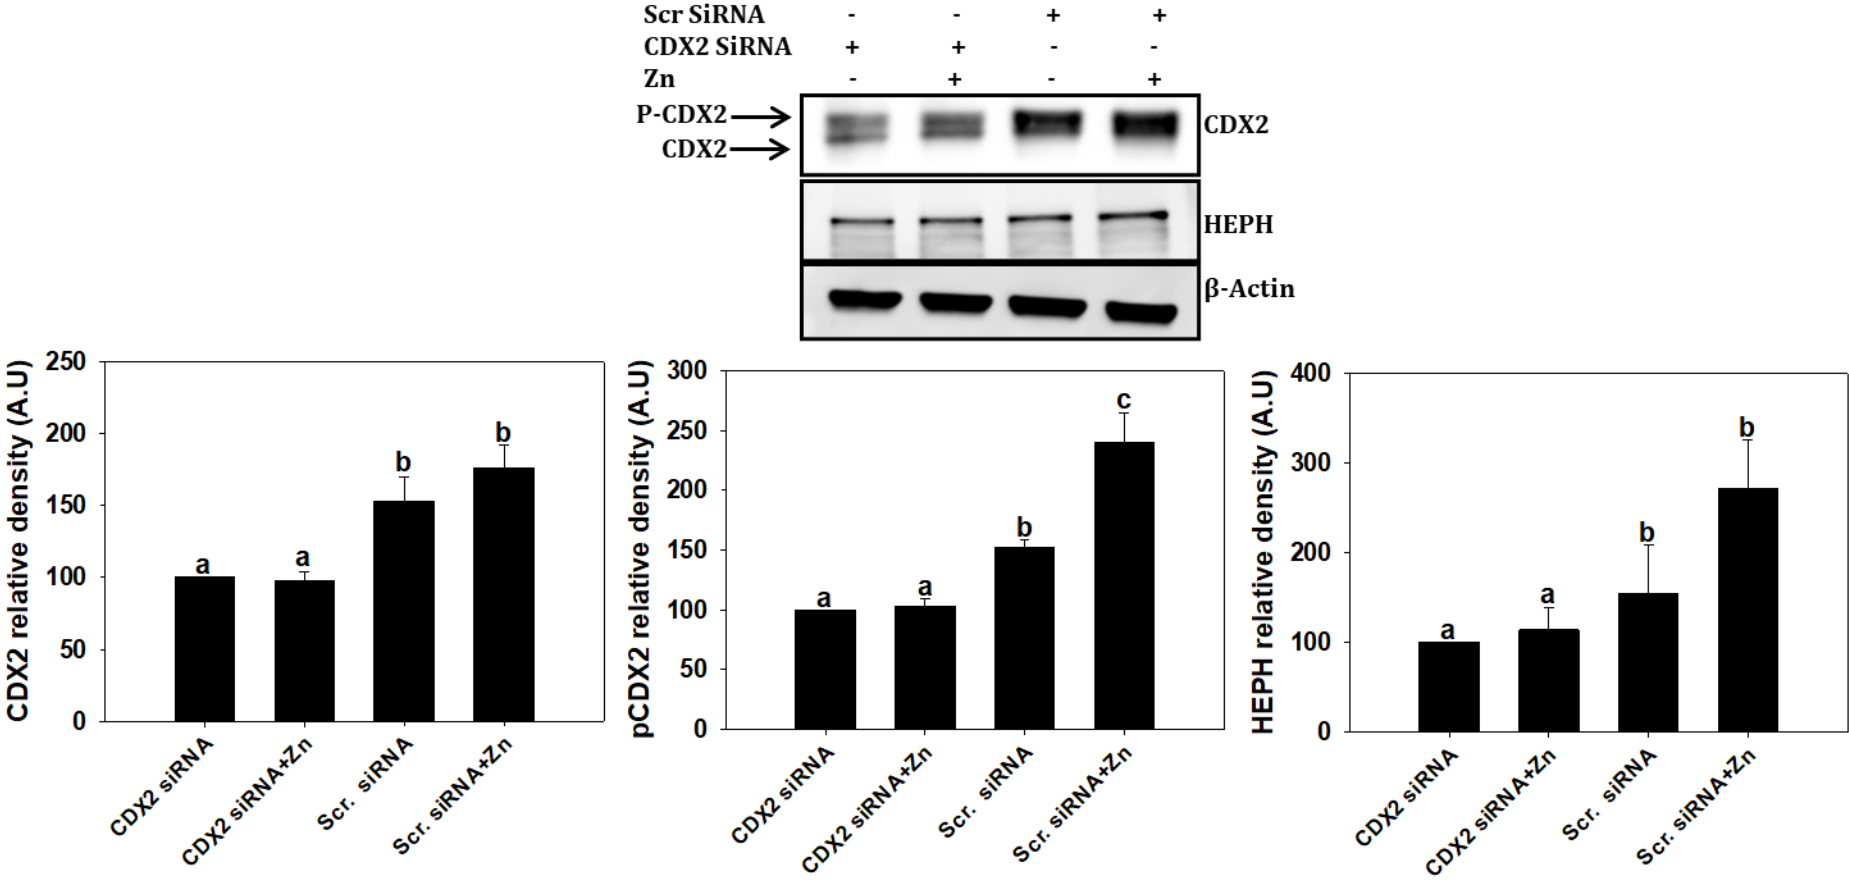 Scr SiRNA - - + +
CDX2 SiRNA + + - -
Zn - + - +
P-CDX2
CDX2
CDX2
HEPH
β-Actin
CDX2 relative density (A.U)
250
200
150
100
50
0
a
a
b
b
CDX2 siRNA
CDX2 siRNA+Zn
Scr. siRNA
Scr. siRNA+Zn
pCDX2 relative density (A.U
300
250
200
150
100
50
0
a
a
b
c
CDX2 siRNA
CDX2 siRNA+Zn
Scr. siRNA
Scr. siRNA+Zn
HEPH relative density (A.U)
400
300
200
100
0
a
a
b
b
CDX2 siRNA
CDX2 siRNA+Zn
Scr. siRNA
Scr. siRNA+Zn